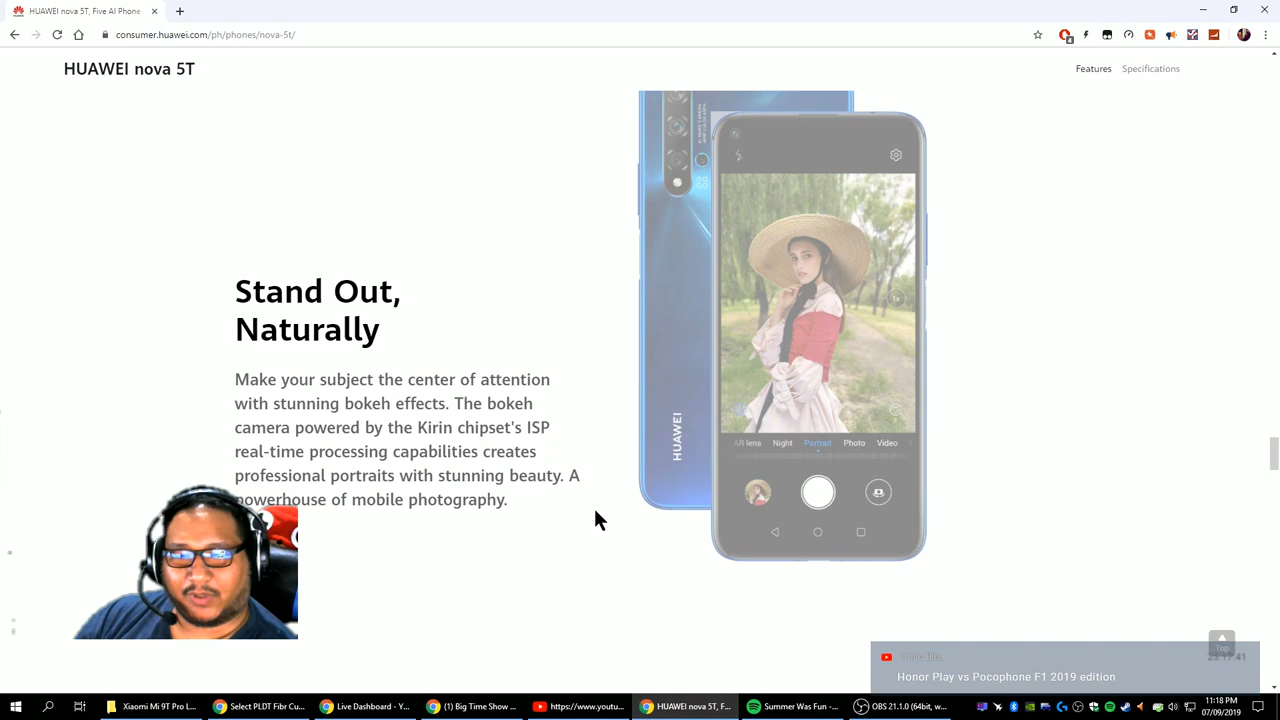 HUAWEI nova 5T, Five AI Phone
consumer.huawei.com/ph/phones/nova-5t/
4
HUAWEI nova 5T
Features
Specifications
Stand Out,
Naturally
Make your subject the center of attention
with stunning bokeh effects. The bokeh
camera powered by the Kirin chipset's ISP
real-time processing capabilities creates
professional portraits with stunning beauty. A
powerhouse of mobile photography.
HUAWEI
1x
AR lens Night Portrait Photo Video
Top
Honor Play vs Pocophone F1 2019 edition
Xiaomi Mi 9T Pro L...
Select PLDT Fibr Cu...
Live Dashboard - Y...
(1) Big Time Show ...
https://www.youtu...
HUAWEI nova 5T, F...
Summer Was Fun -...
OBS 21.1.0 (64bit, w...
11:18 PM
07/09/2019